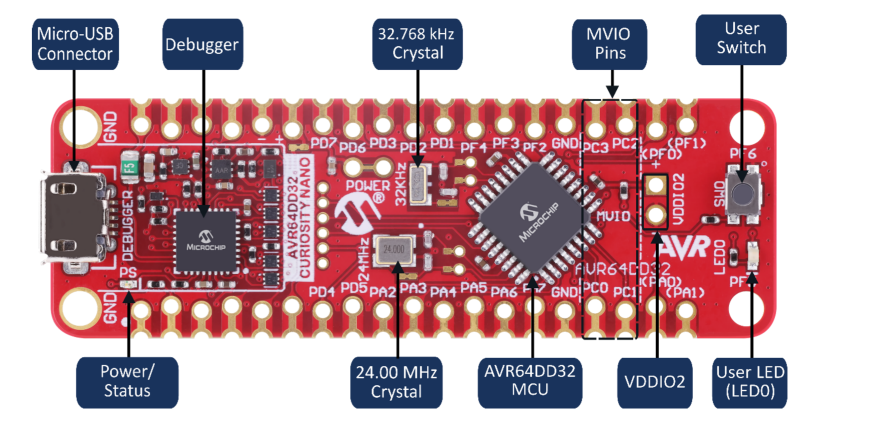 Micro-USB
Connector
Debugger
32.768 kHz
Crystal
MVIO
Pins
User
Switch
GND
PD7
PD6
PD3
PD2
PD1
PF4
PF3
PF2
GND
PC3
PC2
(PF0)
(PF1)
PF6
- +
F5
DEBUGGER
MICROCHIP
AVR64DD32
CURIOSITY NANO
POWER
®
32KHz
MICROCHIP
MVIO
+
VDDIO2
SW0
24MHz
24.000
AVR
LED0
AVR64DD32
PS
GND
PD4
PD5
PA2
PA3
PA4
PA5
PA6
GND
PC0
PC1
(PA0)
(PA1)
Power/
Status
24.00 MHz
Crystal
AVR64DD32
MCU
VDDIO2
User LED
(LED0)